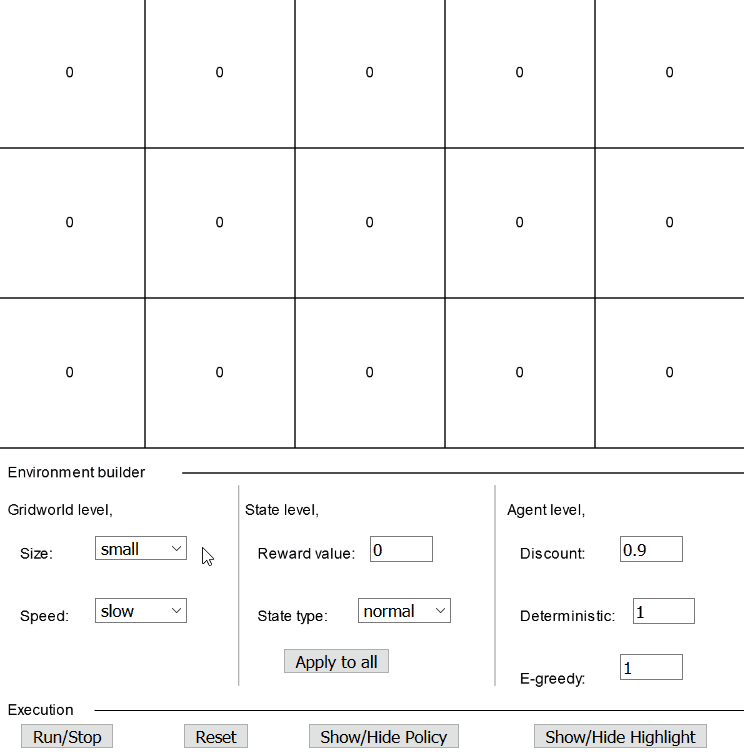 0 0 0 0 0
0 0 0 0 0
0 0 0 0 0
Environment builder
Gridworld level, State level, Agent level,
Size: small Reward value: 0 Discount: 0.9
Speed: slow State type: normal Deterministic: 1
Apply to all E-greedy: 1
Execution
Run/Stop Reset Show/Hide Policy Show/Hide Highlight